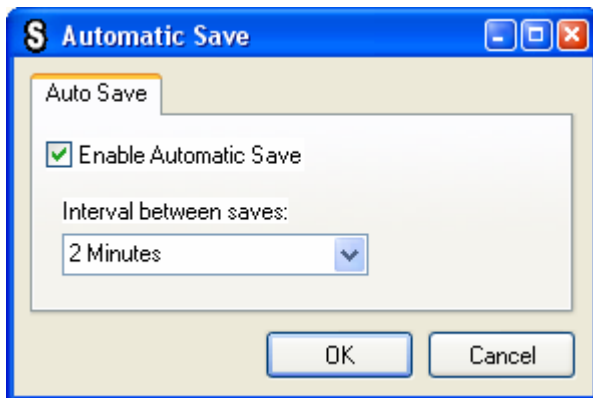 S Automatic Save
Auto Save
Enable Automatic Save
Interval between saves:
2 Minutes
OK Cancel